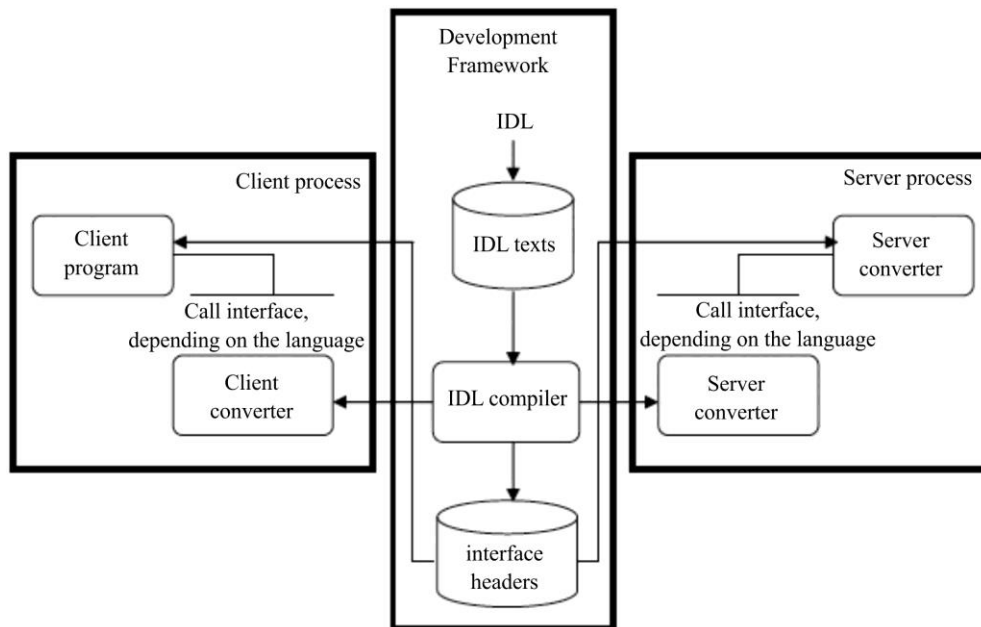 Development
Framework
IDL
IDL texts
IDL compiler
interface
headers
Client process
Client
program
Call interface,
depending on the language
Client
converter
Server process
Server
converter
Call interface,
depending on the language
Server
converter